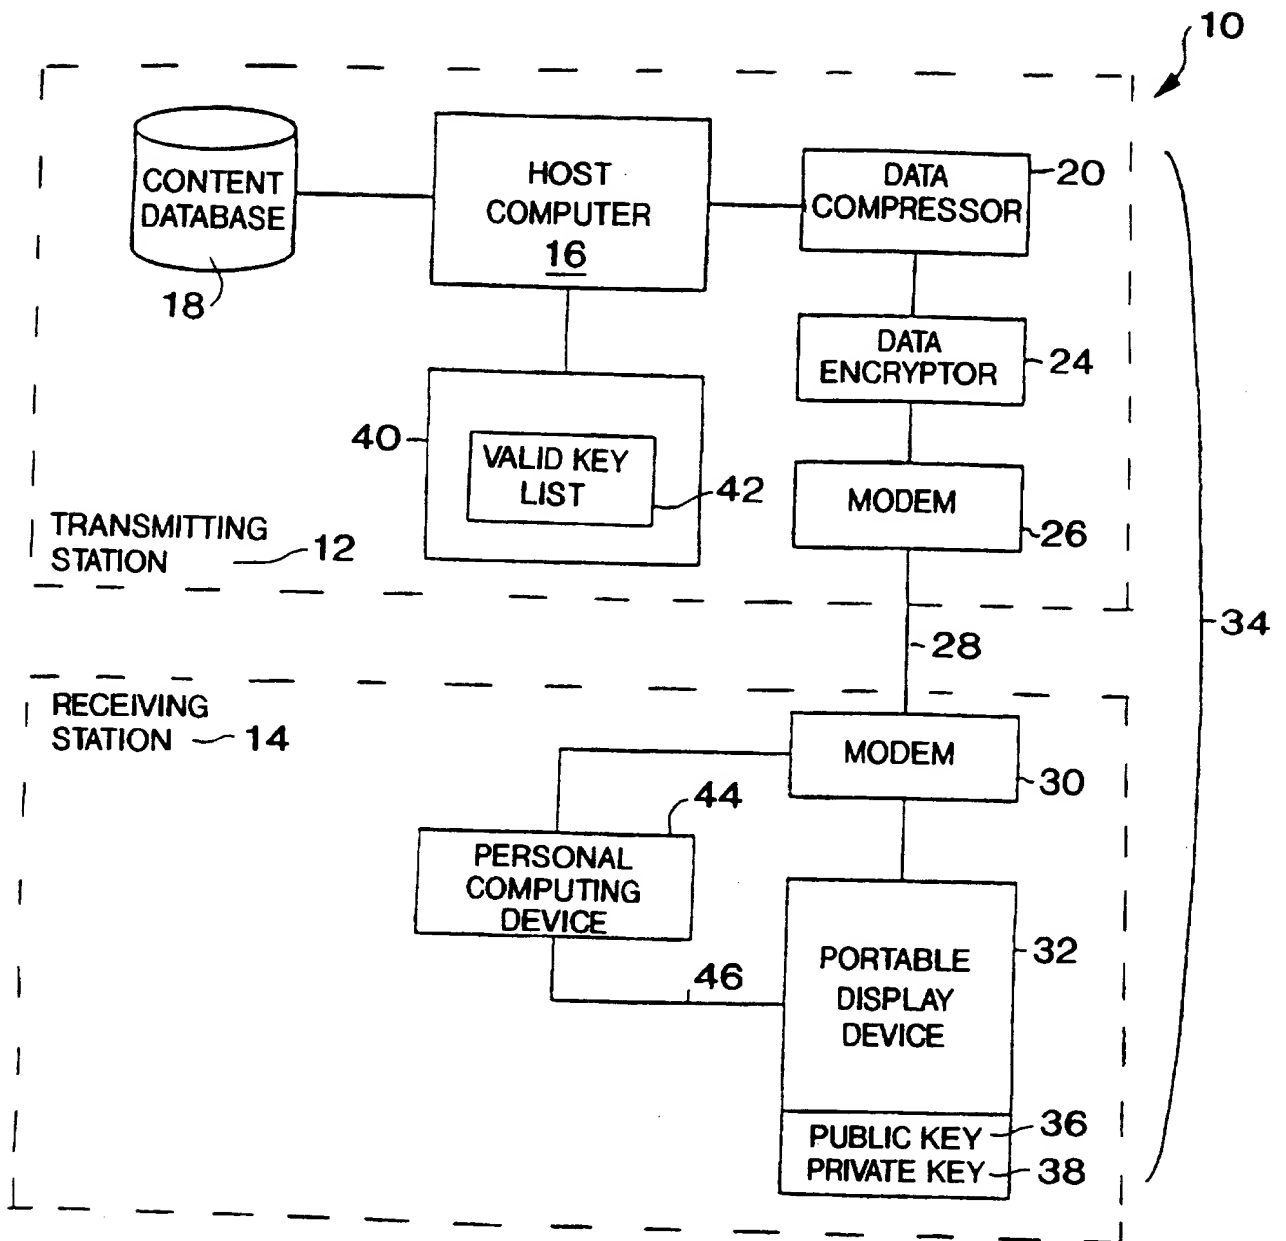 10
CONTENT
DATABASE
18
HOST
COMPUTER
16
DATA
COMPRESSOR
20
DATA
ENCRYPTOR
24
40
VALID KEY
LIST
42
MODEM
26
TRANSMITTING
STATION
12
28
34
RECEIVING
STATION
14
MODEM
30
44
PERSONAL
COMPUTING
DEVICE
46
PORTABLE
DISPLAY
DEVICE
32
PUBLIC KEY
36
PRIVATE KEY
38